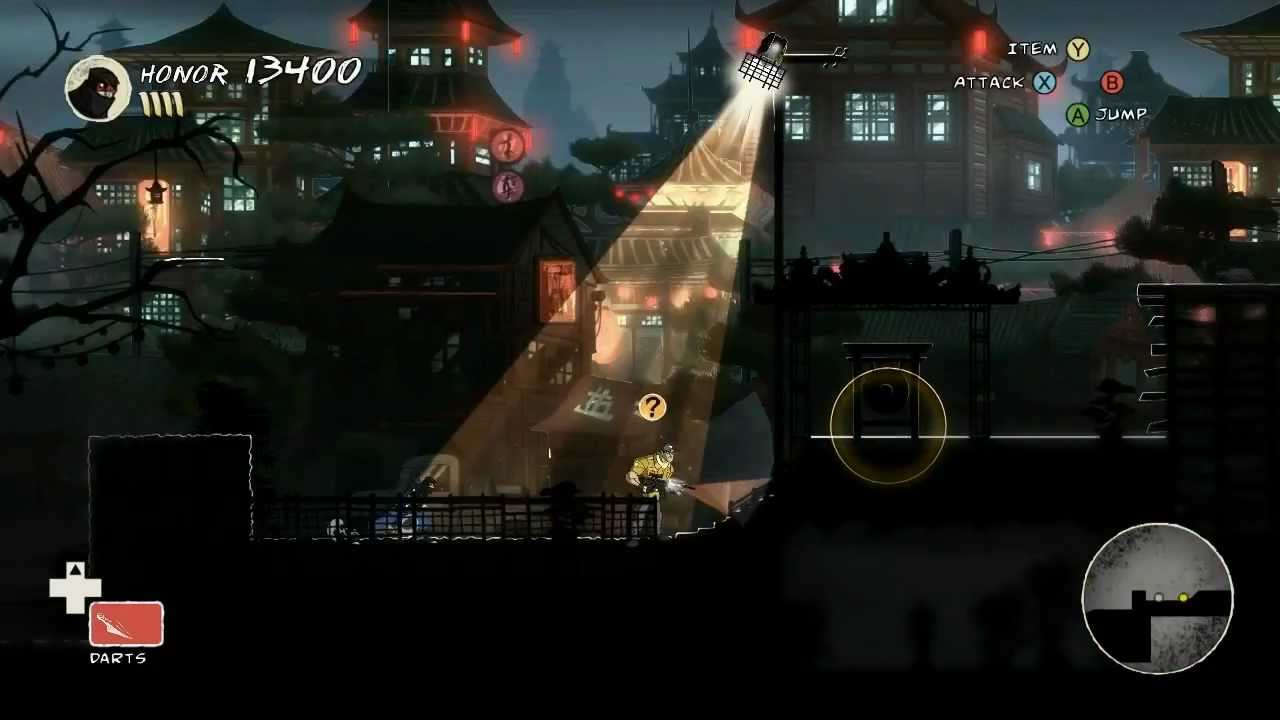 HONOR 13400
ITEM Y
ATTACK X B
A JUMP
?
DARTS